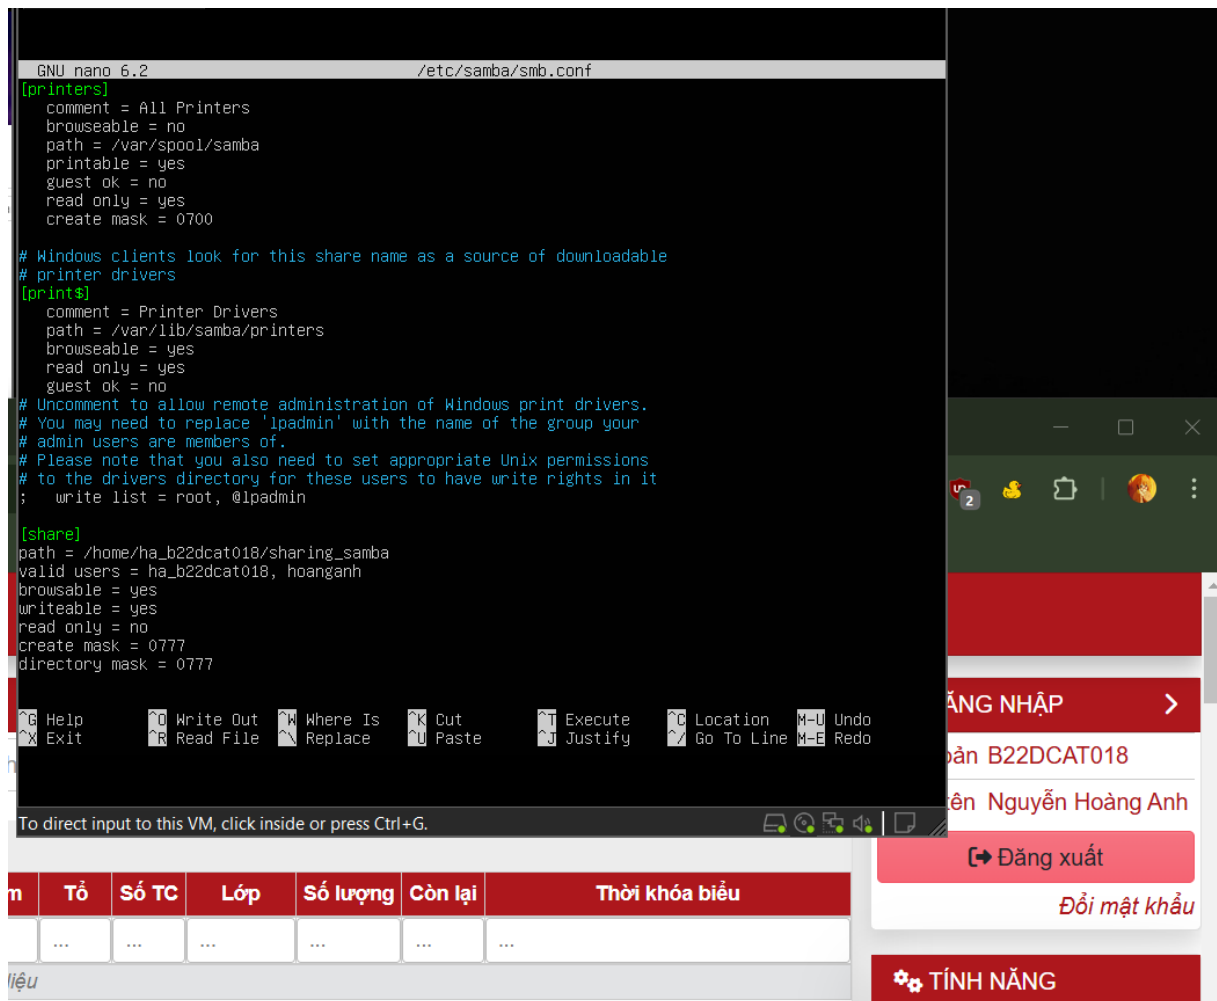 GNU nano 6.2 /etc/samba/smb.conf
[printers]
comment = All Printers
browseable = no
path = /var/spool/samba
printable = yes
guest ok = no
read only = yes
create mask = 0700
# Windows clients look for this share name as a source of downloadable
# printer drivers
[print$]
comment = Printer Drivers
path = /var/lib/samba/printers
browseable = yes
read only = yes
guest ok = no
# Uncomment to allow remote administration of Windows print drivers.
# You may need to replace 'lpadmin' with the name of the group your
# admin users are members of.
# Please note that you also need to set appropriate Unix permissions
# to the drivers directory for these users to have write rights in it
; write list = root, @lpadmin
[share]
path = /home/ha_b22dcat018/sharing_samba
valid users = ha_b22dcat018, hoanganh
browsable = yes
writeable = yes
read only = no
create mask = 0777
directory mask = 0777
^G Help ^O Write Out ^W Where Is ^K Cut ^T Execute ^C Location M-U Undo
^X Exit ^R Read File ^\ Replace ^U Paste ^J Justify ^/ Go To Line M-E Redo
To direct input to this VM, click inside or press Ctrl+G.
2
ĂNG NHẬP
B22DCAT018
tên Nguyễn Hoàng Anh
Đăng xuất
Đổi mật khẩu
TÍNH NĂNG
m Tổ Số TC Lớp Số lượng Còn lại Thời khóa biểu
... ... ... ... ... ...
liệu